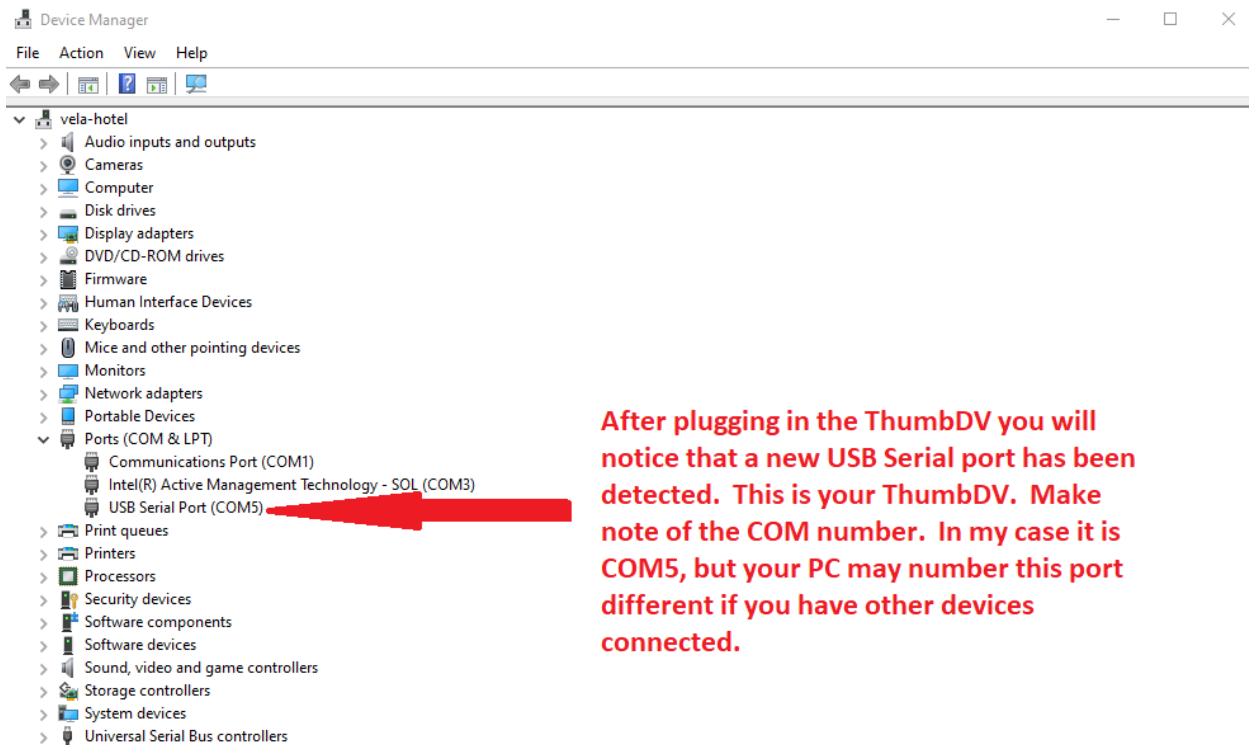 Device Manager
File Action View Help
vela-hotel
Audio inputs and outputs
Cameras
Computer
Disk drives
Display adapters
DVD/CD-ROM drives
Firmware
Human Interface Devices
Keyboards
Mice and other pointing devices
Monitors
Network adapters
Portable Devices
Ports (COM & LPT)
Communications Port (COM1)
Intel(R) Active Management Technology - SOL (COM3)
USB Serial Port (COM5)
Print queues
Printers
Processors
Security devices
Software components
Software devices
Sound, video and game controllers
Storage controllers
System devices
Universal Serial Bus controllers
After plugging in the ThumbDV you will
notice that a new USB Serial port has been
detected. This is your ThumbDV. Make
note of the COM number. In my case it is
COM5, but your PC may number this port
different if you have other devices
connected.